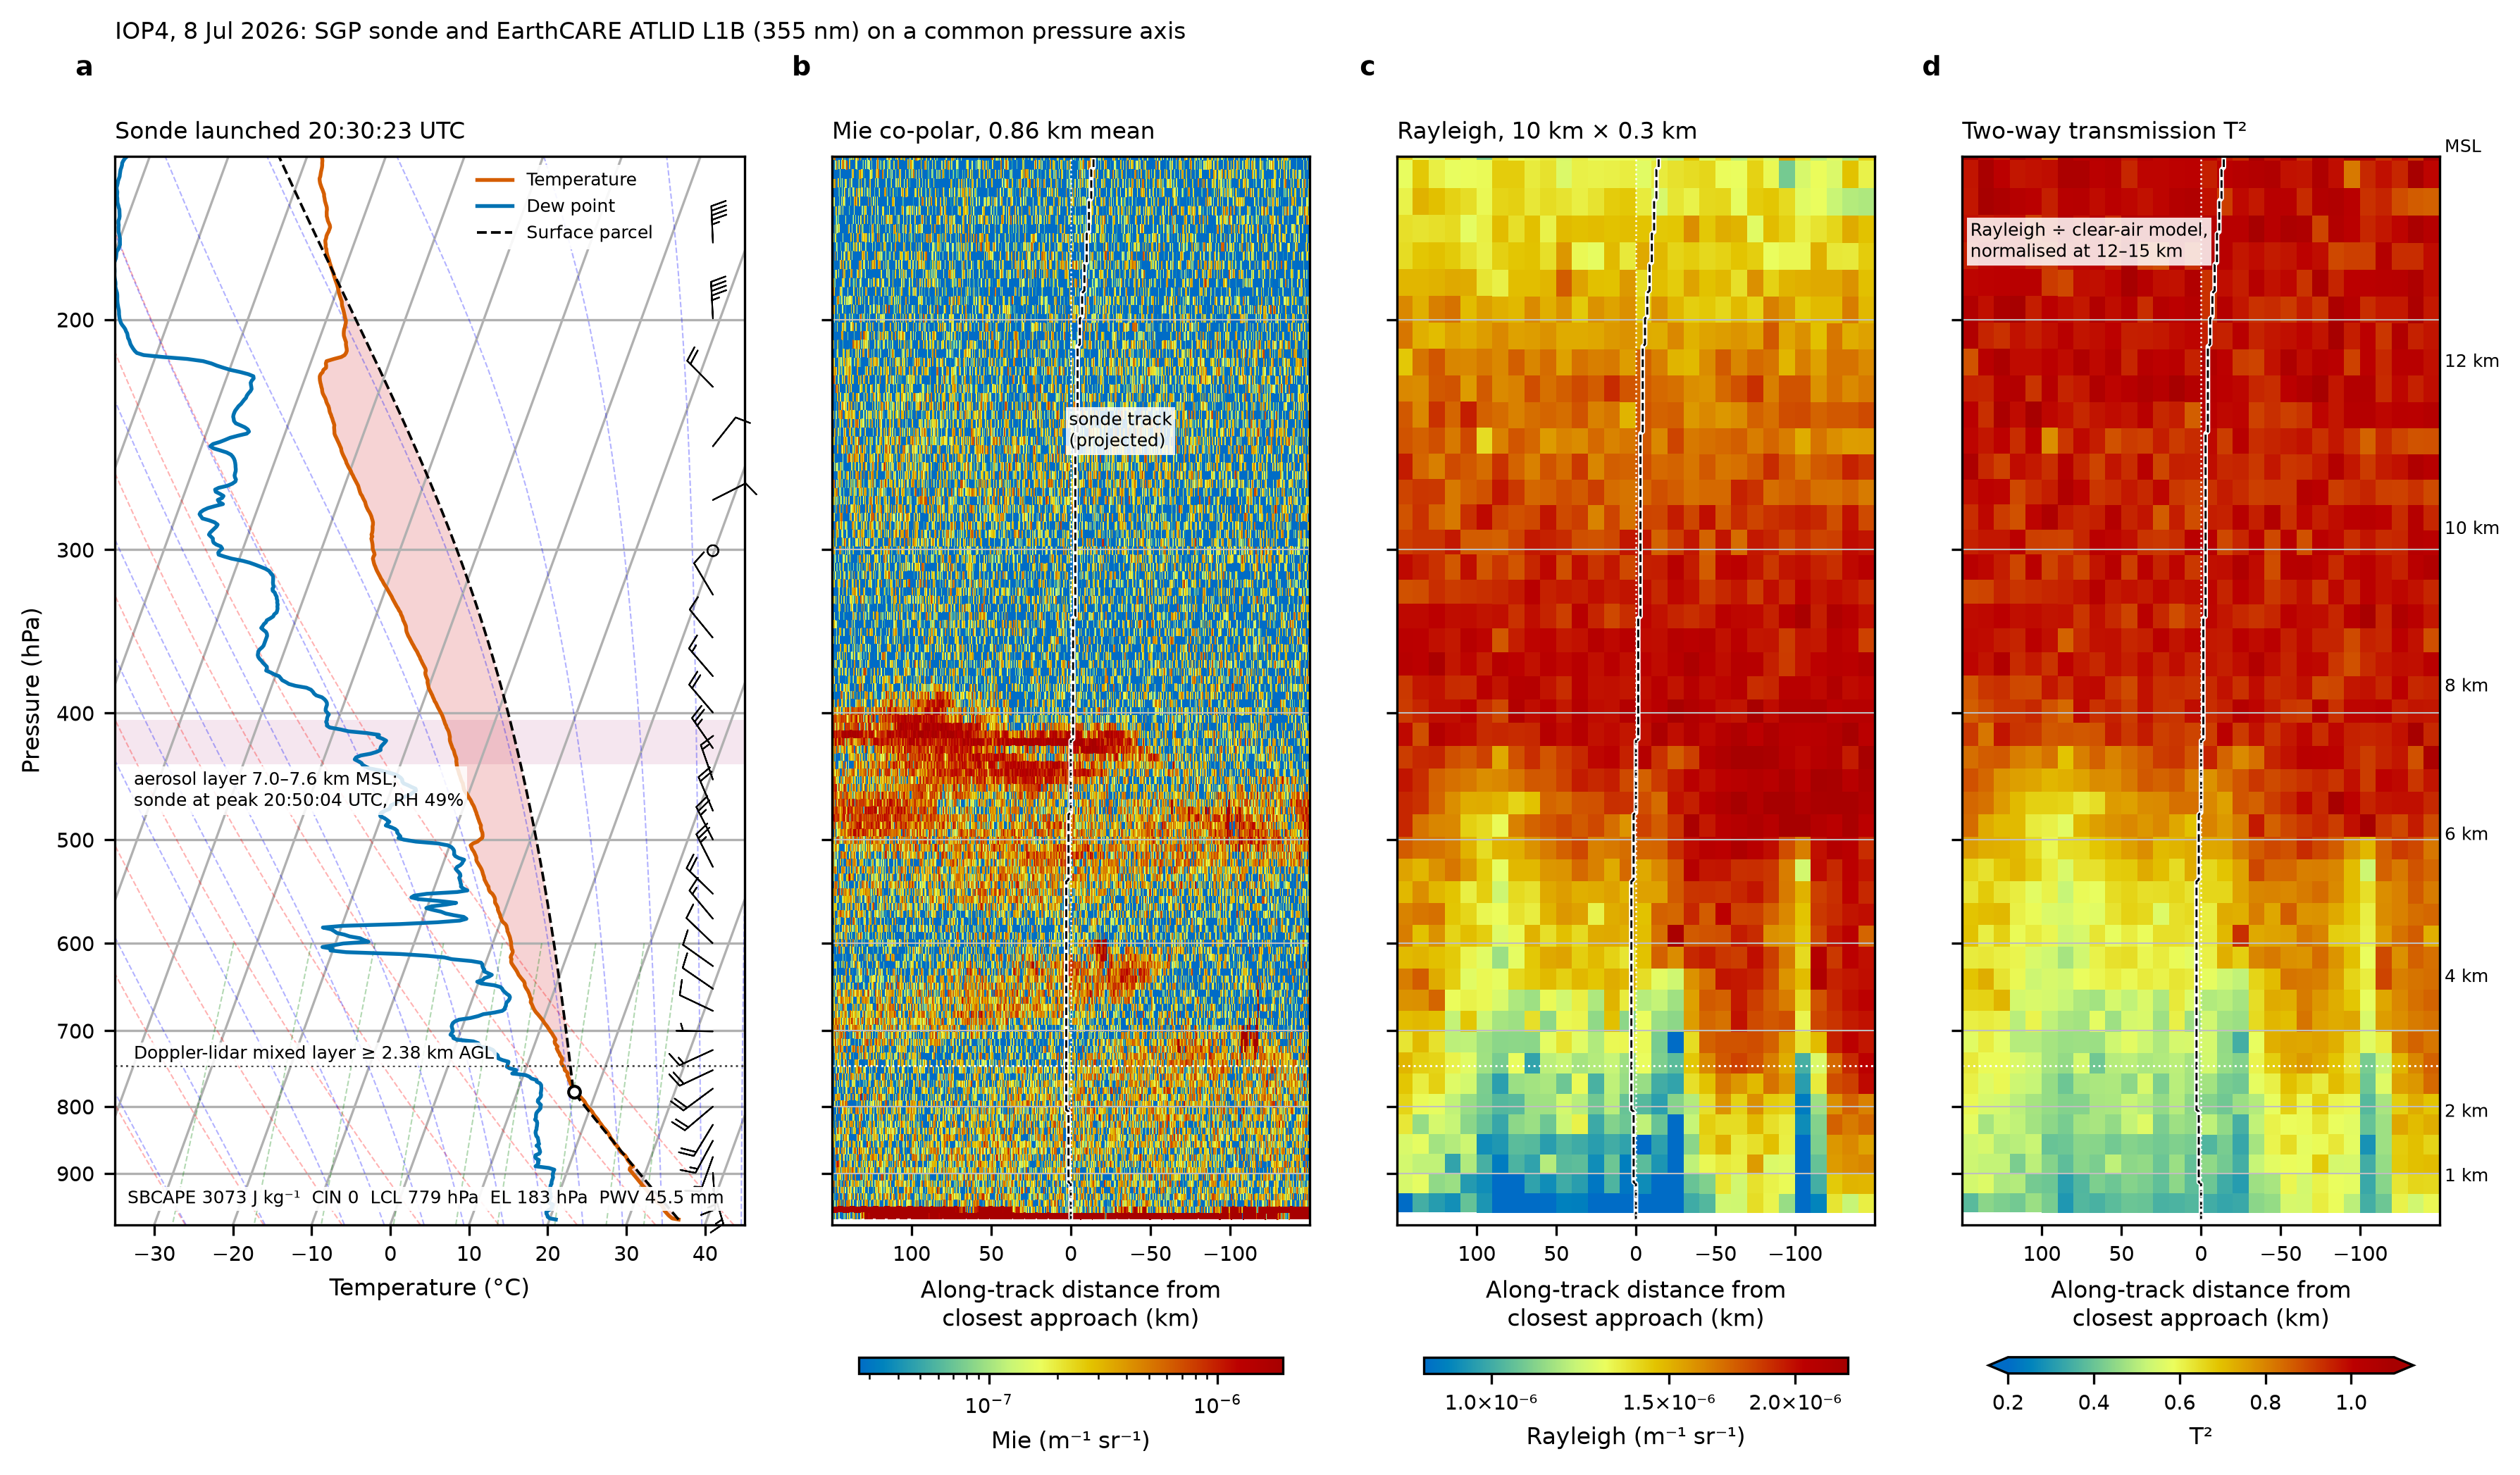 IOP4, 8 Jul 2026: SGP sonde and EarthCARE ATLID L1B (355 nm) on a common pressure axis
a
Sonde launched 20:30:23 UTC
Temperature
Dew point
Surface parcel
Pressure (hPa)
200
300
400
500
600
700
800
900
aerosol layer 7.0–7.6 km MSL;
sonde at peak 20:50:04 UTC, RH 49%
Doppler-lidar mixed layer ≥ 2.38 km AGL
SBCAPE 3073 J kg⁻¹ CIN 0 LCL 779 hPa EL 183 hPa PWV 45.5 mm
−30 −20 −10 0 10 20 30 40
Temperature (°C)
b
Mie co-polar, 0.86 km mean
sonde track
(projected)
100 50 0 −50 −100
Along-track distance from
closest approach (km)
10⁻⁷ 10⁻⁶
Mie (m⁻¹ sr⁻¹)
c
Rayleigh, 10 km × 0.3 km
100 50 0 −50 −100
Along-track distance from
closest approach (km)
1.0×10⁻⁶ 1.5×10⁻⁶ 2.0×10⁻⁶
Rayleigh (m⁻¹ sr⁻¹)
d
Two-way transmission T²
MSL
Rayleigh ÷ clear-air model,
normalised at 12–15 km
12 km
10 km
8 km
6 km
4 km
2 km
1 km
100 50 0 −50 −100
Along-track distance from
closest approach (km)
0.2 0.4 0.6 0.8 1.0
T²